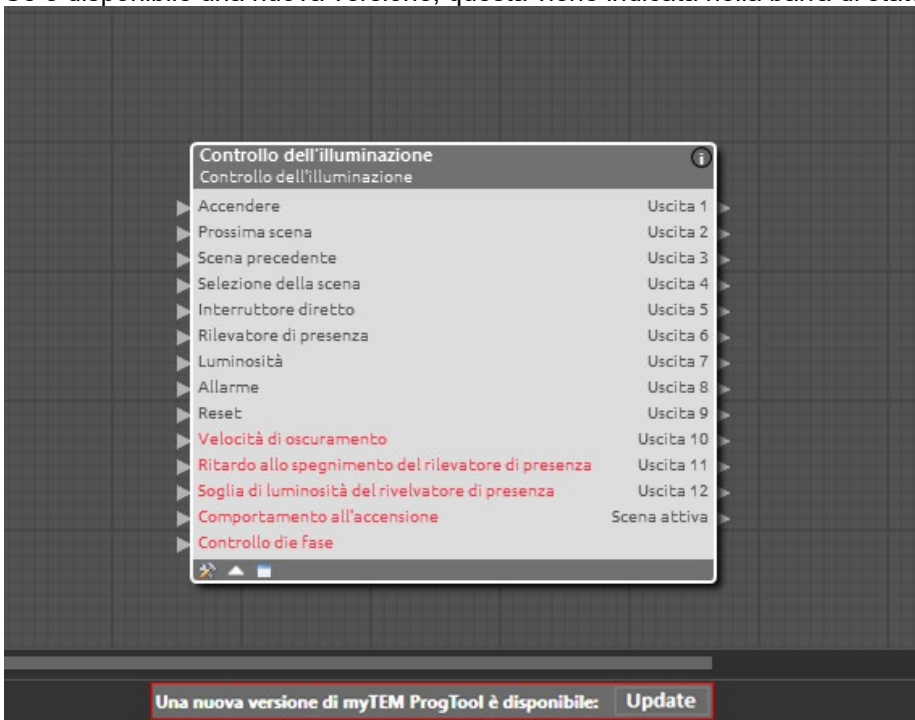 Controllo dell'illuminazione
Controllo dell'illuminazione
Accendere Uscita 1
Prossima scena Uscita 2
Scena precedente Uscita 3
Selezione della scena Uscita 4
Interruttore diretto Uscita 5
Rilevatore di presenza Uscita 6
Luminosità Uscita 7
Allarme Uscita 8
Reset Uscita 9
Velocità di oscuramento Uscita 10
Ritardo allo spegnimento del rilevatore di presenza Uscita 11
Soglia di luminosità del rivelvatore di presenza Uscita 12
Comportamento all'accensione Scena attiva
Controllo die fase
Una nuova versione di myTEM ProgTool è disponibile: Update